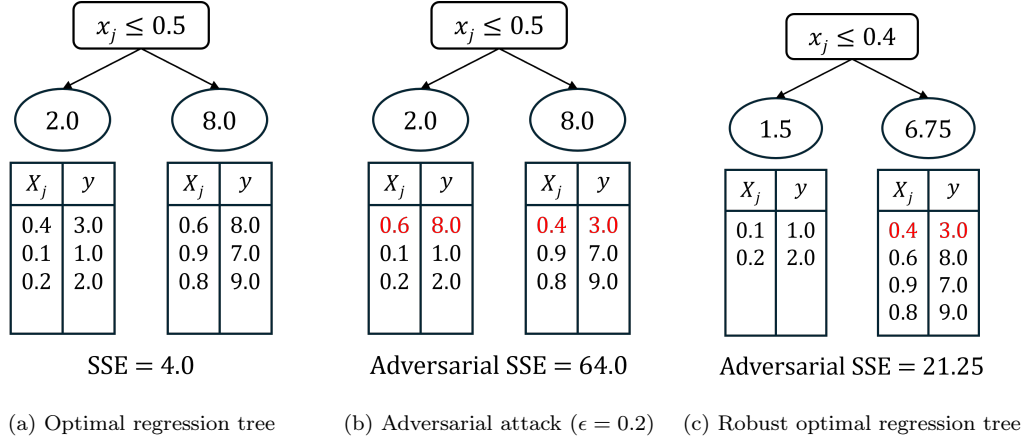 x_j ≤ 0.5
2.0 8.0
X_j y X_j y
0.4 3.0 0.6 8.0
0.1 1.0 0.9 7.0
0.2 2.0 0.8 9.0
SSE = 4.0
(a) Optimal regression tree
x_j ≤ 0.5
2.0 8.0
X_j y X_j y
0.6 8.0 0.4 3.0
0.1 1.0 0.9 7.0
0.2 2.0 0.8 9.0
Adversarial SSE = 64.0
(b) Adversarial attack (ϵ = 0.2)
x_j ≤ 0.4
1.5 6.75
X_j y X_j y
0.1 1.0 0.4 3.0
0.2 2.0 0.6 8.0
0.9 7.0
0.8 9.0
Adversarial SSE = 21.25
(c) Robust optimal regression tree